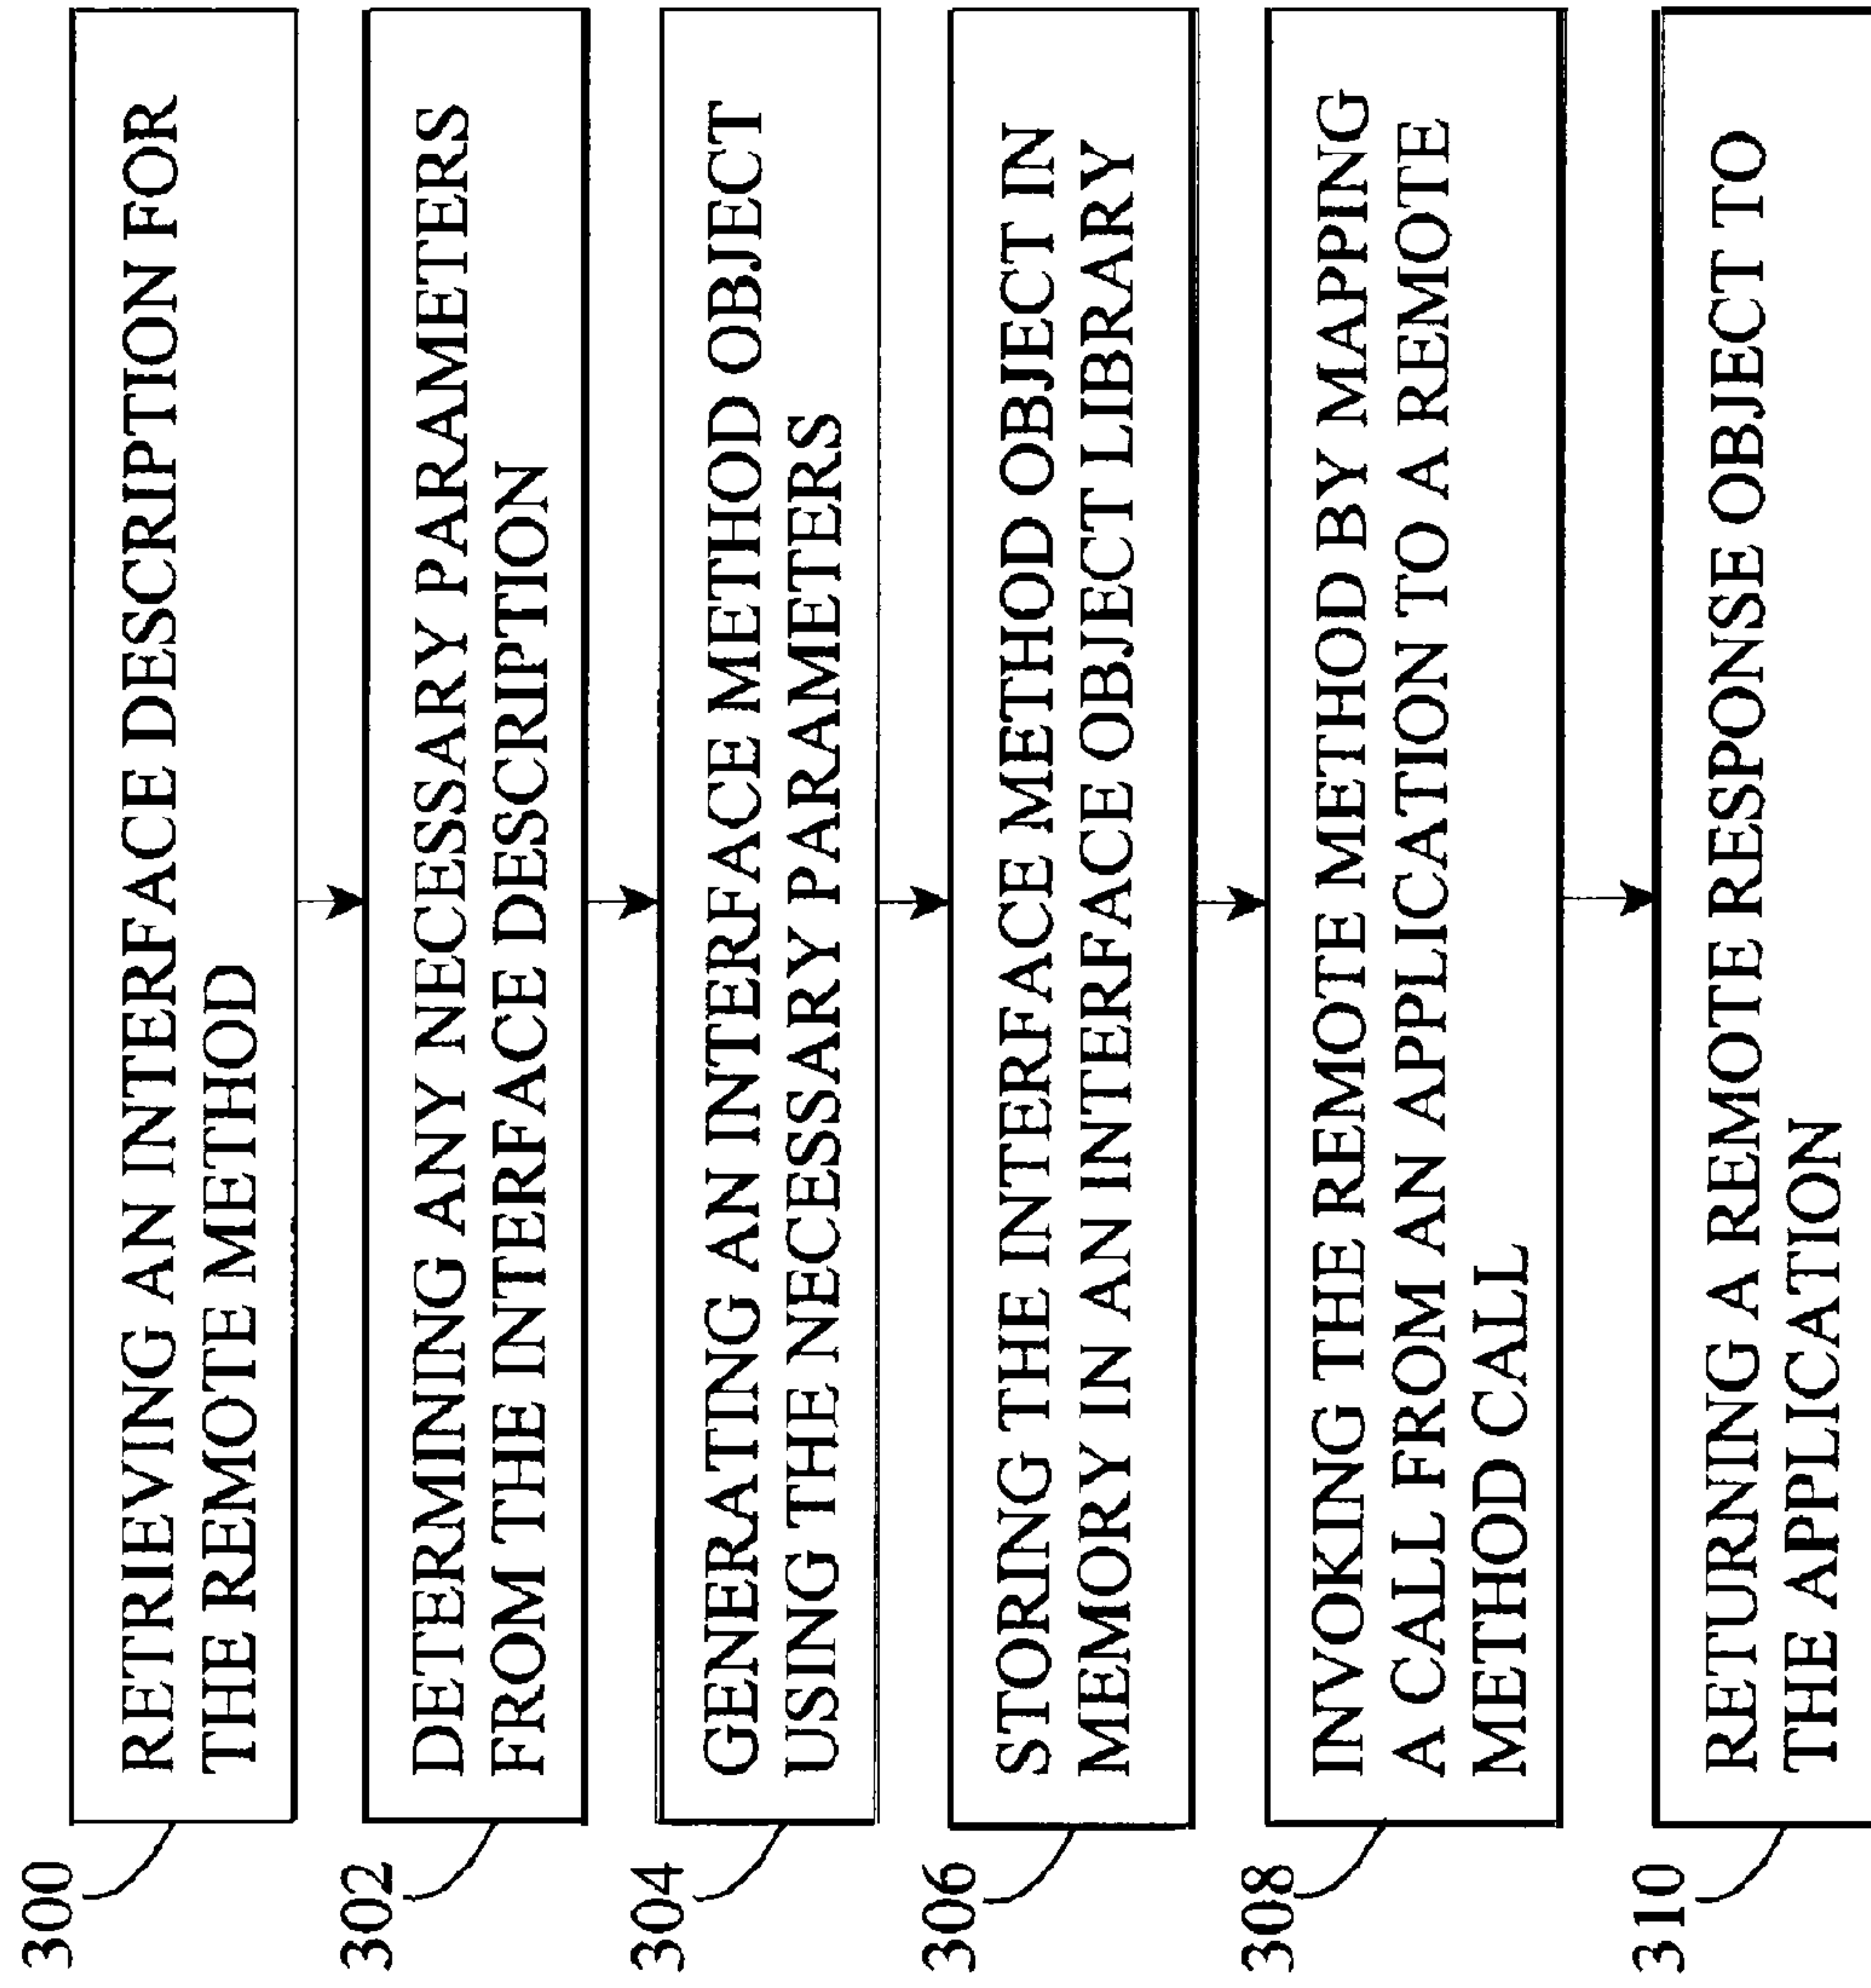 300
RETRIEVING AN INTERFACE DESCRIPTION FOR
THE REMOTE METHOD
302
DETERMINING ANY NECESSARY PARAMETERS
FROM THE INTERFACE DESCRIPTION
304
GENERATING AN INTERFACE METHOD OBJECT
USING THE NECESSARY PARAMETERS
306
STORING THE INTERFACE METHOD OBJECT IN
MEMORY IN AN INTERFACE OBJECT LIBRARY
308
INVOKING THE REMOTE METHOD BY MAPPING
A CALL FROM AN APPLICATION TO A REMOTE
METHOD CALL
310
RETURNING A REMOTE RESPONSE OBJECT TO
THE APPLICATION